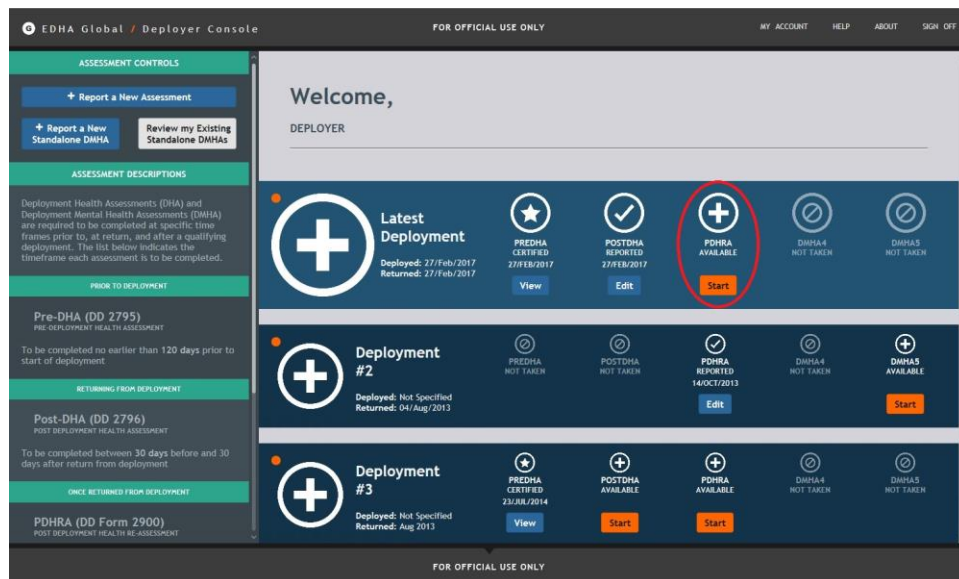 G EDHA Global / Deployer Console
FOR OFFICIAL USE ONLY
MY ACCOUNT HELP ABOUT SIGN OFF
ASSESSMENT CONTROLS
+ Report a New Assessment
+ Report a New
Standalone DMHA
Review my Existing
Standalone DMHAs
ASSESSMENT DESCRIPTIONS
Deployment Health Assessments (DHA) and
Deployment Mental Health Assessments (DMHA)
are required to be completed at specific time
frames prior to, at return, and after a qualifying
deployment. The list below indicates the
timeframe each assessment is to be completed.
PRIOR TO DEPLOYMENT
Pre-DHA (DD 2795)
PRE-DEPLOYMENT HEALTH ASSESSMENT
To be completed no earlier than 120 days prior to
start of deployment
RETURNING FROM DEPLOYMENT
Post-DHA (DD 2796)
POST DEPLOYMENT HEALTH ASSESSMENT
To be completed between 30 days before and 30
days after return from deployment
ONCE RETURNED FROM DEPLOYMENT
PDHRA (DD Form 2900)
POST DEPLOYMENT HEALTH RE-ASSESSMENT
Welcome,
DEPLOYER
Latest
Deployment
Deployed: 27/Feb/2017
Returned: 27/Feb/2017
PREDHA
CERTIFIED
27/FEB/2017
View
POSTDHA
REPORTED
27/FEB/2017
Edit
PDHRA
AVAILABLE
Start
DMHA4
NOT TAKEN
DMHA5
NOT TAKEN
Deployment
#2
Deployed: Not Specified
Returned: 04/Aug/2013
PREDHA
NOT TAKEN
POSTDHA
NOT TAKEN
PDHRA
REPORTED
14/OCT/2013
Edit
DMHA4
NOT TAKEN
DMHA5
AVAILABLE
Start
Deployment
#3
Deployed: Not Specified
Returned: Aug 2013
PREDHA
CERTIFIED
23/JUL/2014
View
POSTDHA
AVAILABLE
Start
PDHRA
AVAILABLE
Start
DMHA4
NOT TAKEN
DMHA5
NOT TAKEN
FOR OFFICIAL USE ONLY